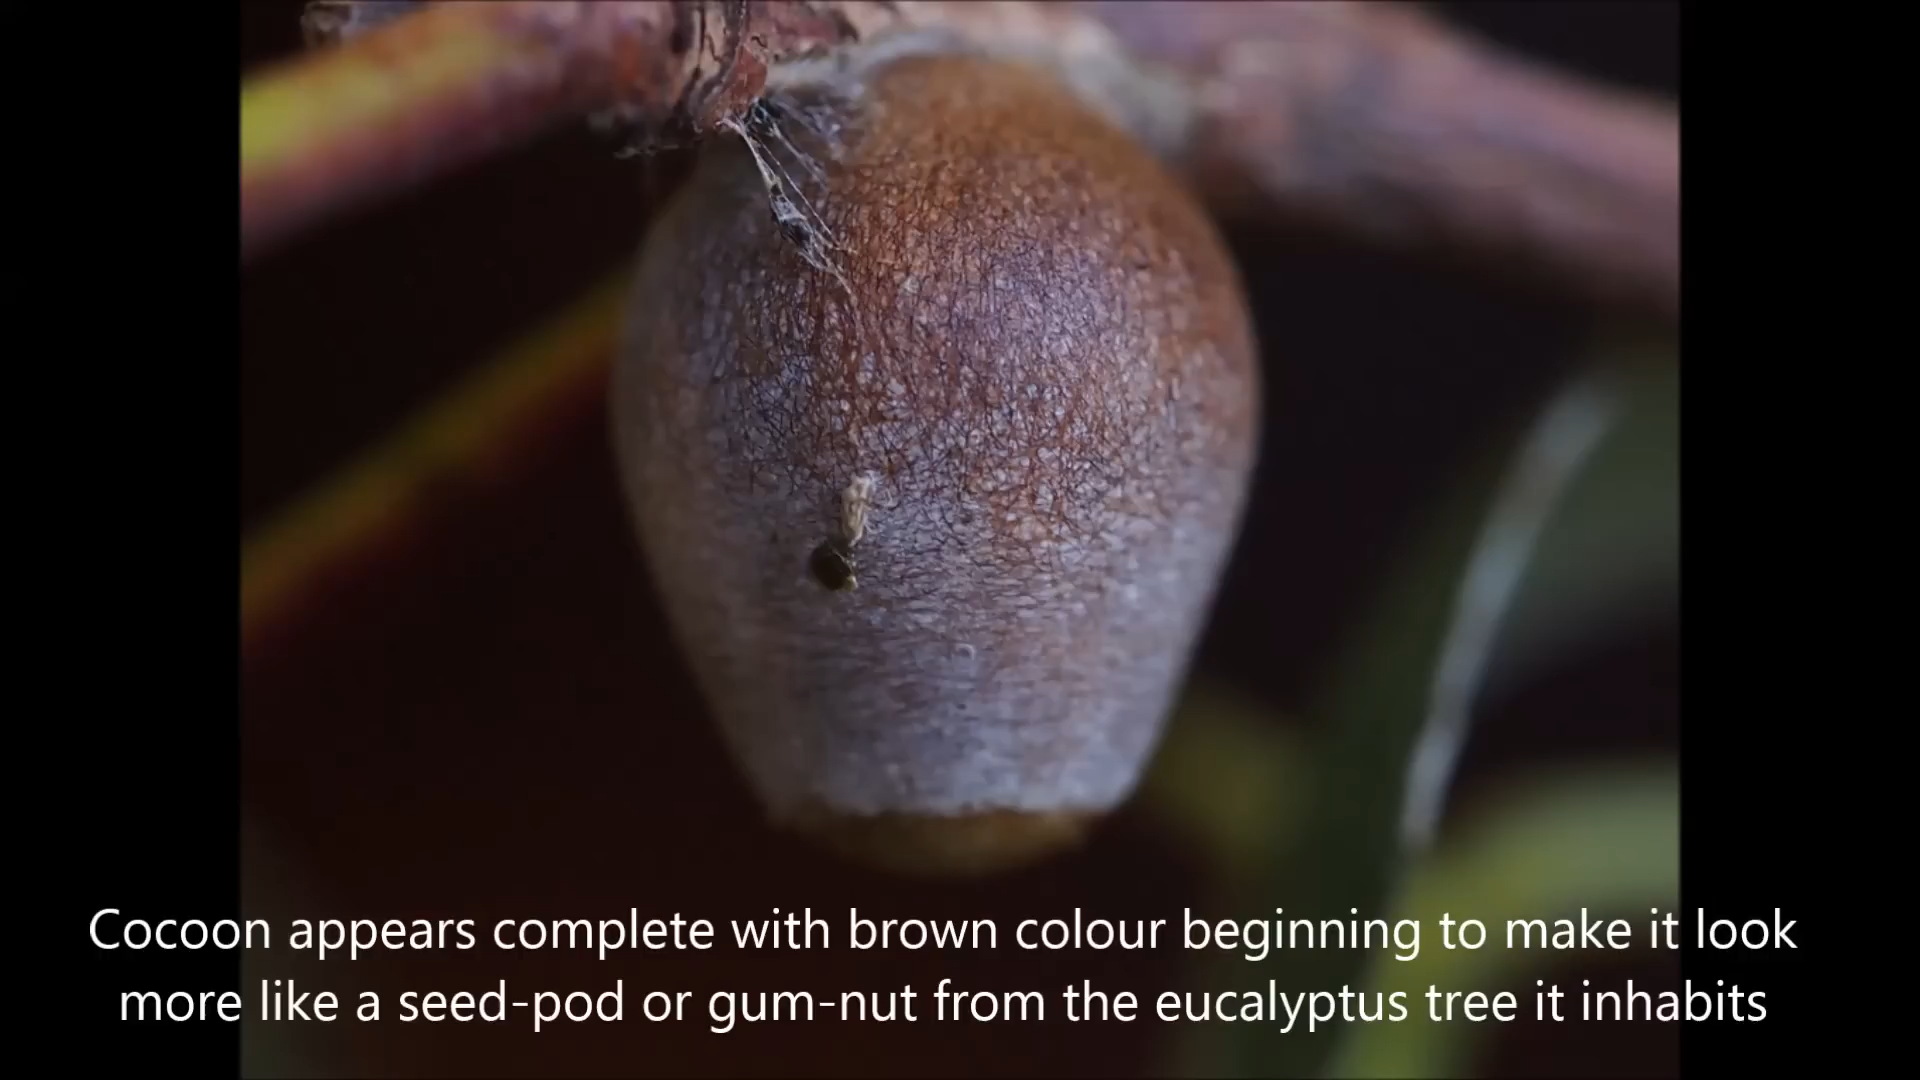 Cocoon appears complete with brown colour beginning to make it look
more like a seed-pod or gum-nut from the eucalyptus tree it inhabits